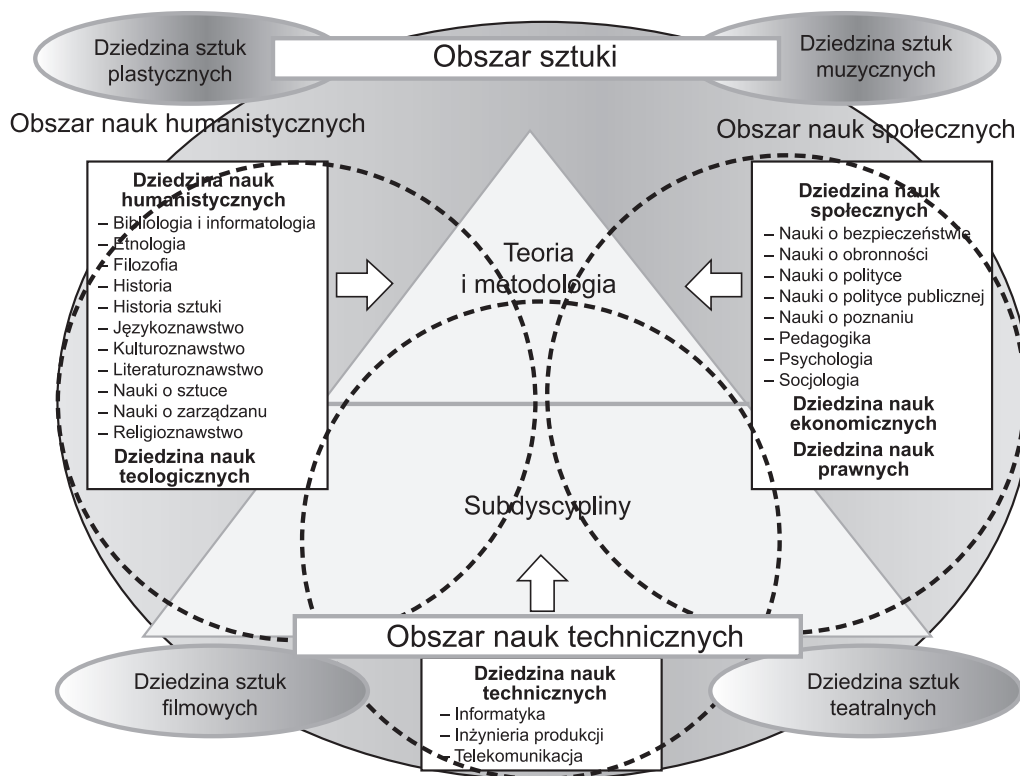 Dziedzina sztuk
plastycznych
Obszar sztuki
Dziedzina sztuk
muzycznych
Obszar nauk humanistycznych
Obszar nauk społecznych
Dziedzina nauk
humanistycznych
– Bibliologia i informatologia
– Etnologia
– Filozofia
– Historia
– Historia sztuki
– Językoznawstwo
– Kulturoznawstwo
– Literaturoznawstwo
– Nauki o sztuce
– Nauki o zarządzanu
– Religioznawstwo
Dziedzina nauk
teologicznych
Teoria
i metodologia
Subdyscypliny
Dziedzina nauk
społecznych
– Nauki o bezpieczeństwie
– Nauki o obronności
– Nauki o polityce
– Nauki o polityce publicznej
– Nauki o poznaniu
– Pedagogika
– Psychologia
– Socjologia
Dziedzina nauk
ekonomicznych
Dziedzina nauk
prawnych
Obszar nauk technicznych
Dziedzina sztuk
filmowych
Dziedzina nauk
technicznych
– Informatyka
– Inżynieria produkcji
– Telekomunikacja
Dziedzina sztuk
teatralnych